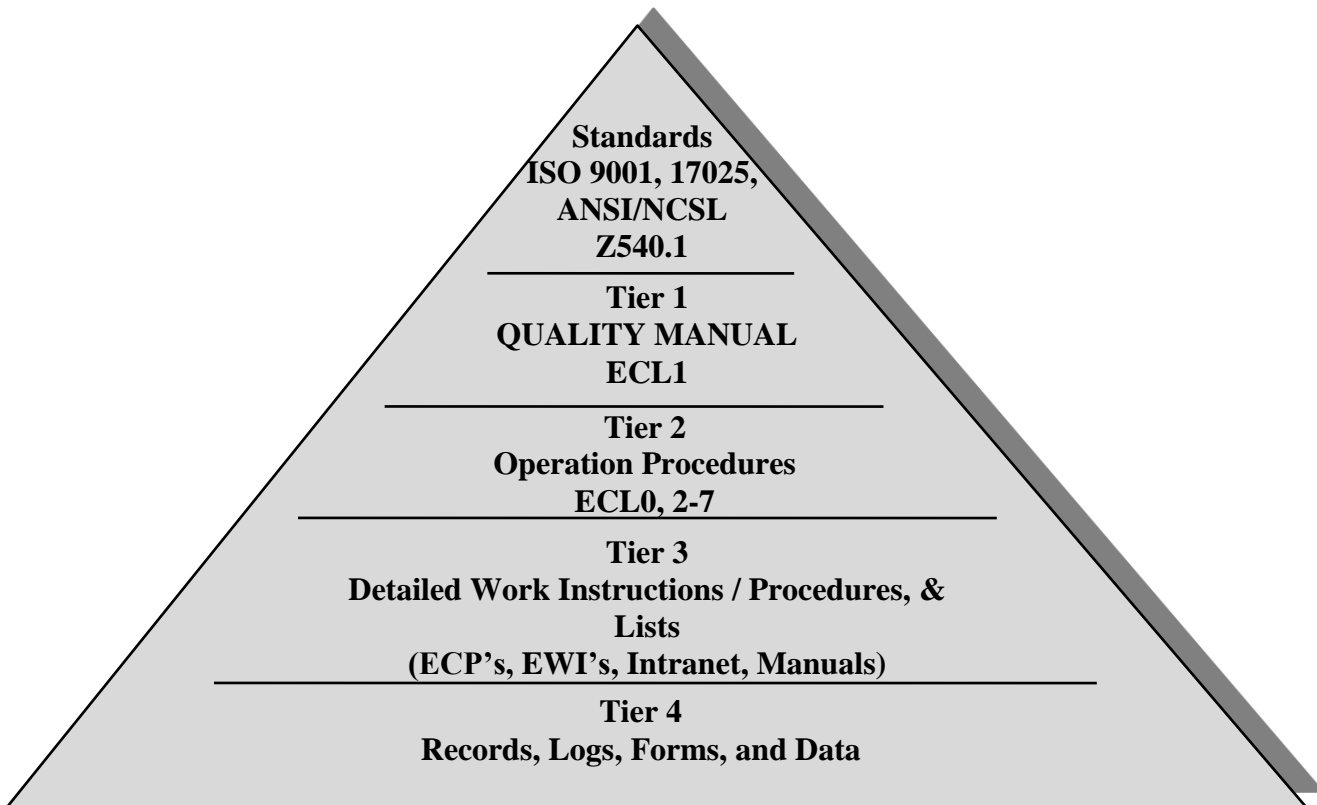 Standards
ISO 9001, 17025,
ANSI/NCSL
Z540.1
Tier 1
QUALITY MANUAL
ECL1
Tier 2
Operation Procedures
ECL0, 2-7
Tier 3
Detailed Work Instructions / Procedures, &
Lists
(ECP’s, EWI’s, Intranet, Manuals)
Tier 4
Records, Logs, Forms, and Data